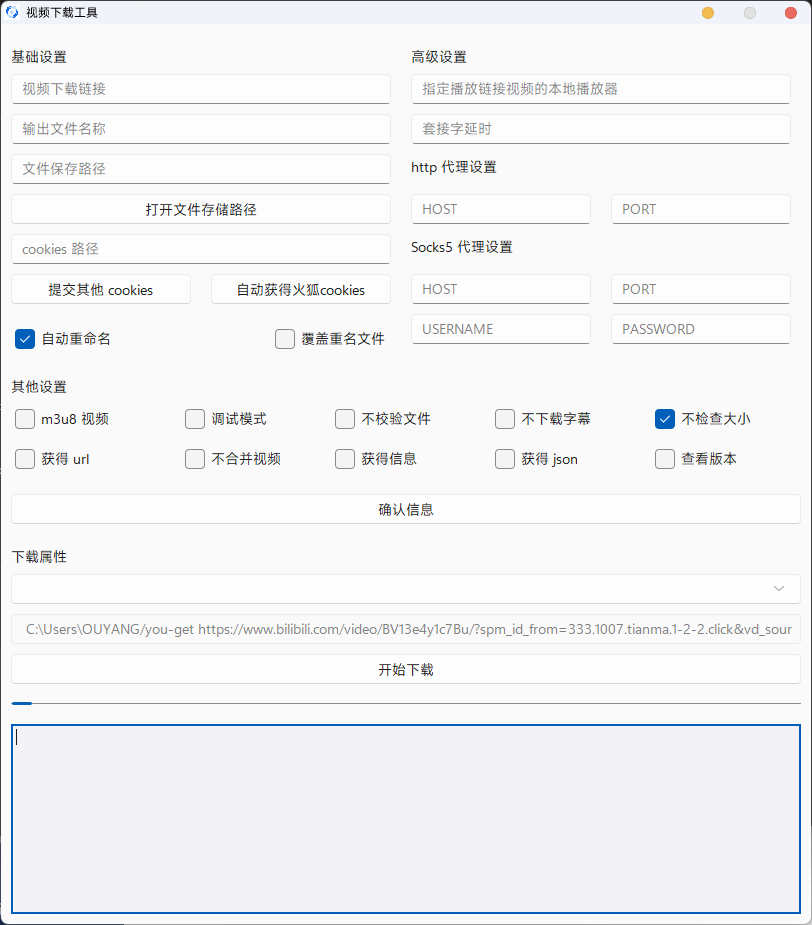 视频下载工具
基础设置
视频下载链接
输出文件名称
文件保存路径
打开文件存储路径
cookies 路径
提交其他 cookies
自动获得火狐cookies
自动重命名
覆盖重名文件
高级设置
指定播放链接视频的本地播放器
套接字延时
http 代理设置
HOST
PORT
Socks5 代理设置
HOST
PORT
USERNAME
PASSWORD
其他设置
m3u8 视频
调试模式
不校验文件
不下载字幕
不检查大小
获得 url
不合并视频
获得信息
获得 json
查看版本
确认信息
下载属性
C:\Users\OUYANG/you-get https://www.bilibili.com/video/BV13e4y1c7Bu/?spm_id_from=333.1007.tianma.1-2-2.click&vd_sour
开始下载